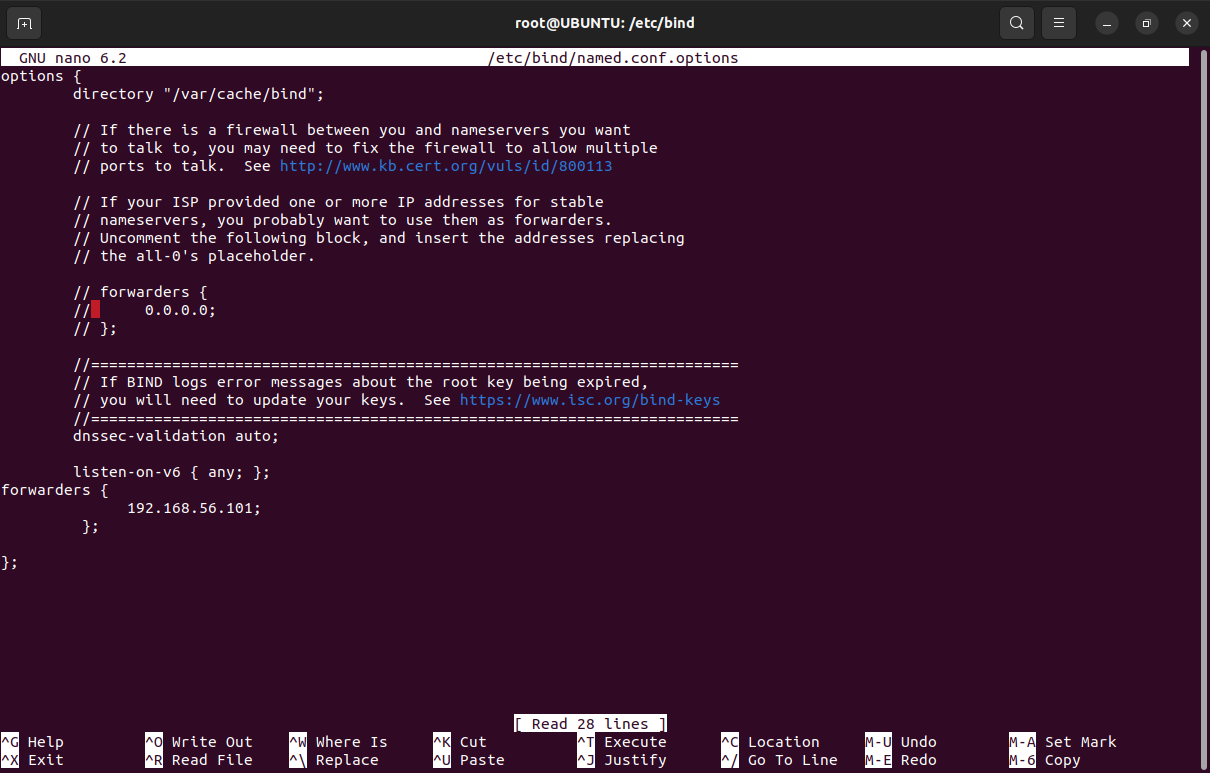 root@UBUNTU: /etc/bind
GNU nano 6.2 /etc/bind/named.conf.options
options {
directory "/var/cache/bind";
// If there is a firewall between you and nameservers you want
// to talk to, you may need to fix the firewall to allow multiple
// ports to talk.  See http://www.kb.cert.org/vuls/id/800113
// If your ISP provided one or more IP addresses for stable
// nameservers, you probably want to use them as forwarders.
// Uncomment the following block, and insert the addresses replacing
// the all-0's placeholder.
// forwarders {
//      0.0.0.0;
// };
//========================================================================
// If BIND logs error messages about the root key being expired,
// you will need to update your keys.  See https://www.isc.org/bind-keys
//========================================================================
dnssec-validation auto;
listen-on-v6 { any; };
forwarders {
192.168.56.101;
};
};
[ Read 28 lines ]
^G Help ^O Write Out ^W Where Is ^K Cut ^T Execute ^C Location M-U Undo M-A Set Mark
^X Exit ^R Read File ^\ Replace ^U Paste ^J Justify ^/ Go To Line M-E Redo M-6 Copy